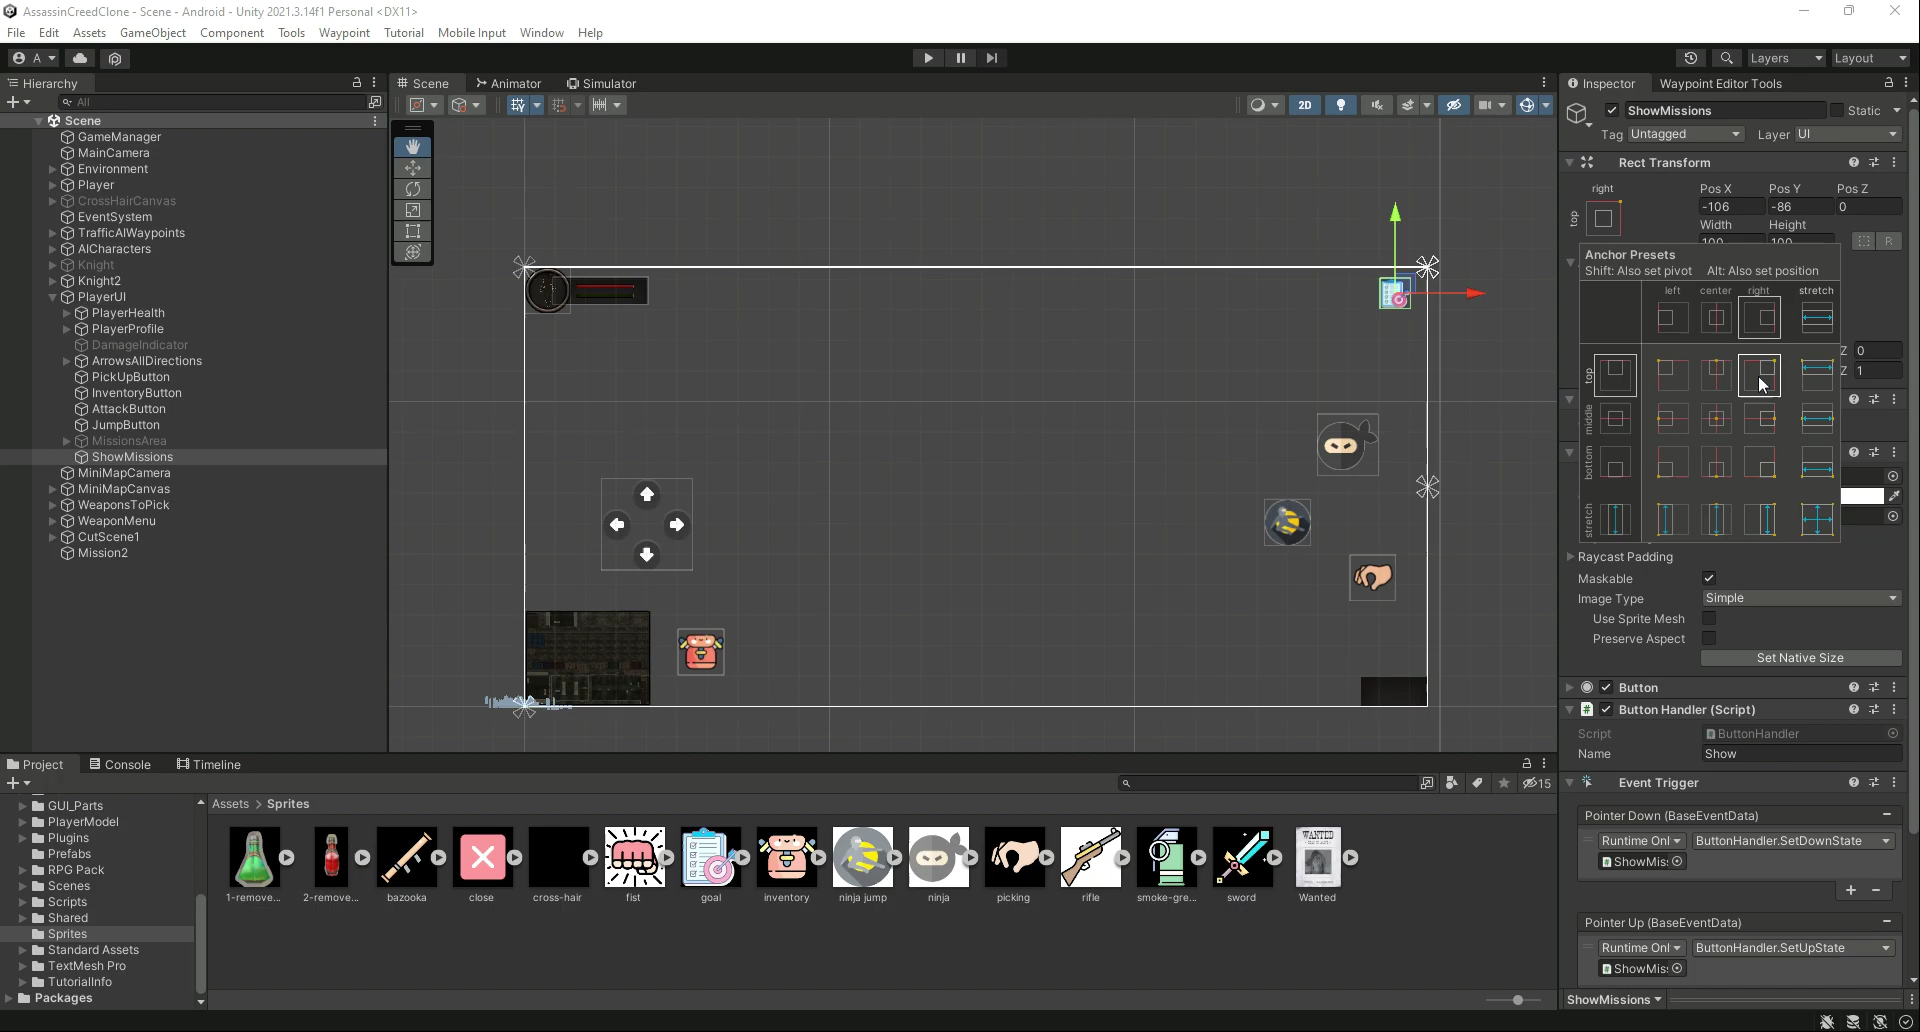 AssassinCreedClone - Scene - Android - Unity 2021.3.14f1 Personal <DX11>
File Edit Assets GameObject Component Tools Waypoint Tutorial Mobile Input Window Help
A Layers Layout
Hierarchy
All
Scene
GameManager
MainCamera
Environment
Player
CrossHairCanvas
EventSystem
TrafficAIWaypoints
AICharacters
Knight
Knight2
PlayerUI
PlayerHealth
PlayerProfile
DamageIndicator
ArrowsAllDirections
PickUpButton
InventoryButton
AttackButton
JumpButton
MissionsArea
ShowMissions
MiniMapCamera
MiniMapCanvas
WeaponsToPick
WeaponMenu
CutScene1
Mission2
Scene Animator Simulator
2D
Inspector Waypoint Editor Tools
ShowMissions Static
Tag Untagged Layer UI
Rect Transform
right Pos X Pos Y Pos Z
top -106 -86 0
Width Height
100 100 R
Anchor Presets
Shift: Also set pivot Alt: Also set position
left center right stretch
top
middle
bottom
stretch
Z 0
Z 1
Raycast Padding
Maskable
Image Type Simple
Use Sprite Mesh
Preserve Aspect
Set Native Size
Button
Button Handler (Script)
Script ButtonHandler
Name Show
Event Trigger
Pointer Down (BaseEventData)
Runtime Onl ButtonHandler.SetDownState
ShowMis
Pointer Up (BaseEventData)
Runtime Onl ButtonHandler.SetUpState
ShowMis
ShowMissions
Project Console Timeline
15
GUI_Parts
PlayerModel
Plugins
Prefabs
RPG Pack
Scenes
Scripts
Shared
Sprites
Standard Assets
TextMesh Pro
TutorialInfo
Packages
Assets > Sprites
WANTED
1-remove... 2-remove... bazooka close cross-hair fist goal inventory ninja jump ninja picking rifle smoke-gre... sword Wanted